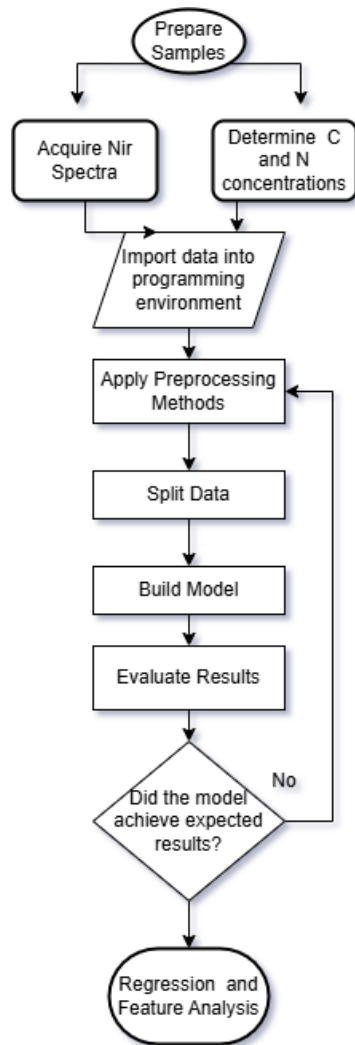 Prepare
Samples
Acquire Nir
Spectra
Determine C
and N
concentrations
Import data into
programming
environment
Apply Preprocessing
Methods
Split Data
Build Model
Evaluate Results
No
Did the model
achieve expected
results?
Regression and
Feature Analysis